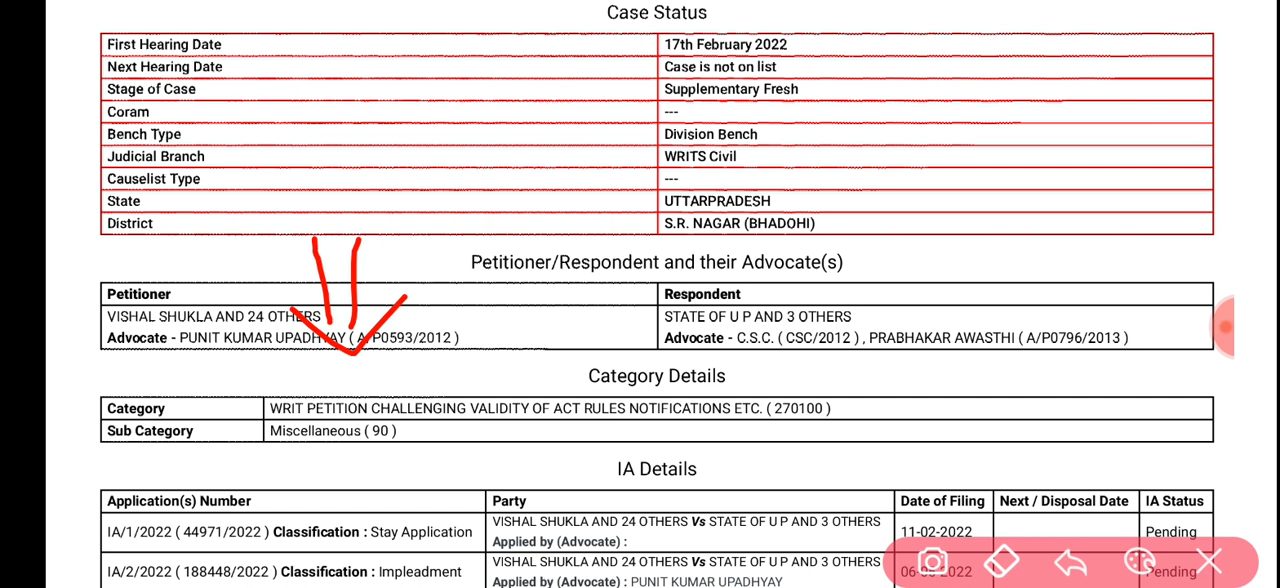 Case Status
First Hearing Date 17th February 2022
Next Hearing Date Case is not on list
Stage of Case Supplementary Fresh
Coram ---
Bench Type Division Bench
Judicial Branch WRITS Civil
Causelist Type ---
State UTTARPRADESH
District S.R. NAGAR (BHADOHI)
Petitioner/Respondent and their Advocate(s)
Petitioner Respondent
VISHAL SHUKLA AND 24 OTHERS STATE OF U P AND 3 OTHERS
Advocate - PUNIT KUMAR UPADHYAY ( A/P0593/2012 ) Advocate - C.S.C. ( CSC/2012 ) , PRABHAKAR AWASTHI ( A/P0796/2013 )
Category Details
Category WRIT PETITION CHALLENGING VALIDITY OF ACT RULES NOTIFICATIONS ETC. ( 270100 )
Sub Category Miscellaneous ( 90 )
IA Details
Application(s) Number Party Date of Filing Next / Disposal Date IA Status
VISHAL SHUKLA AND 24 OTHERS Vs STATE OF U P AND 3 OTHERS
IA/1/2022 ( 44971/2022 ) Classification : Stay Application 11-02-2022 Pending
Applied by (Advocate) :
VISHAL SHUKLA AND 24 OTHERS Vs STATE OF U P AND 3 OTHERS
IA/2/2022 ( 188448/2022 ) Classification : Impleadment Pending
Applied by (Advocate) : PUNIT KUMAR UPADHYAY